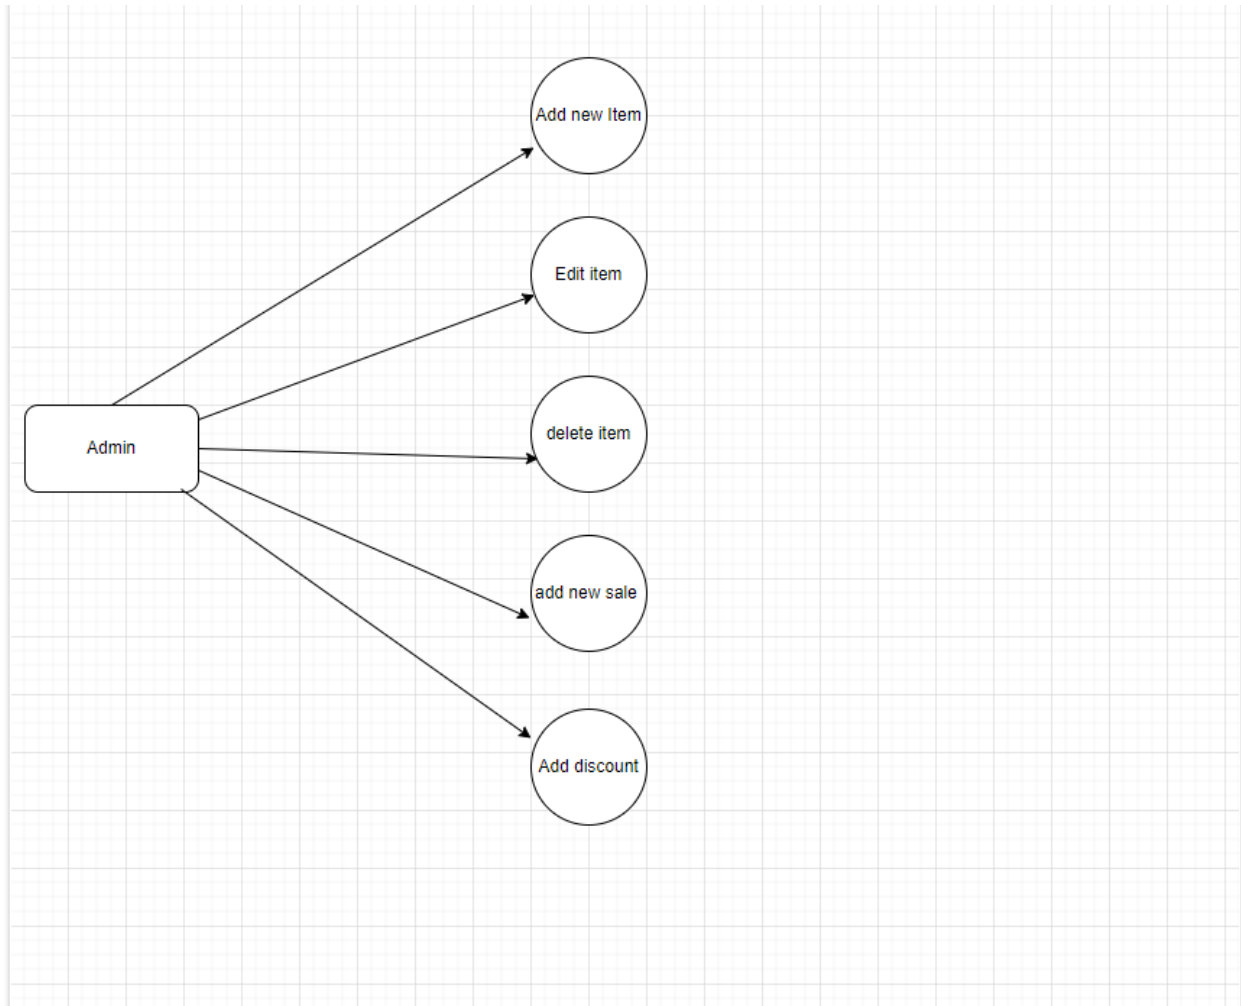 Add new Item
Edit item
Admin
delete item
add new sale
Add discount